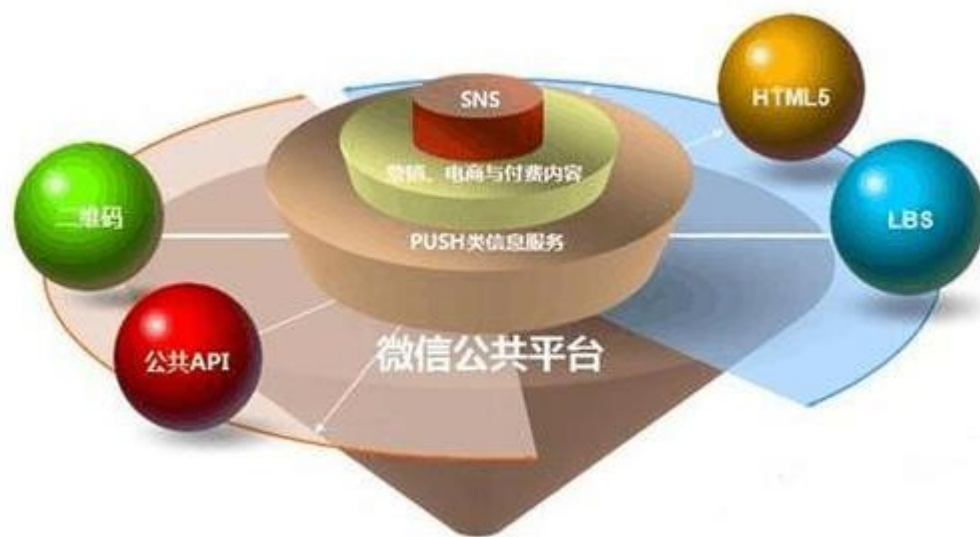 SNS
HTML5
营销、电商与付费内容
二维码
LBS
PUSH类信息服务
微信公共平台
公共API